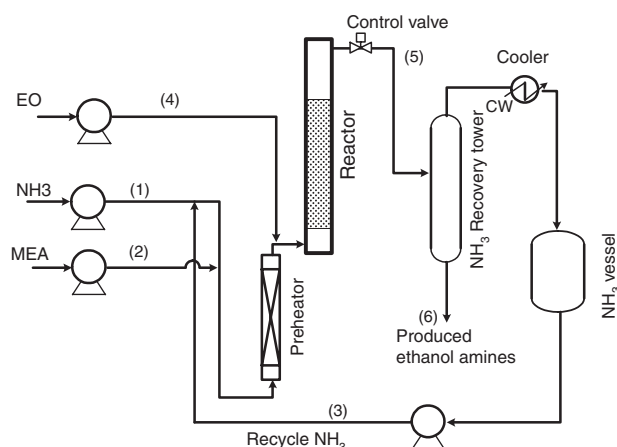 Control valve
(5)
Cooler
EO
(4)
CW
Reactor
NH3
(1)
NH3 Recovery tower
MEA
(2)
NH3 vessel
Preheator
(6)
Produced
ethanol amines
(3)
Recycle NH3